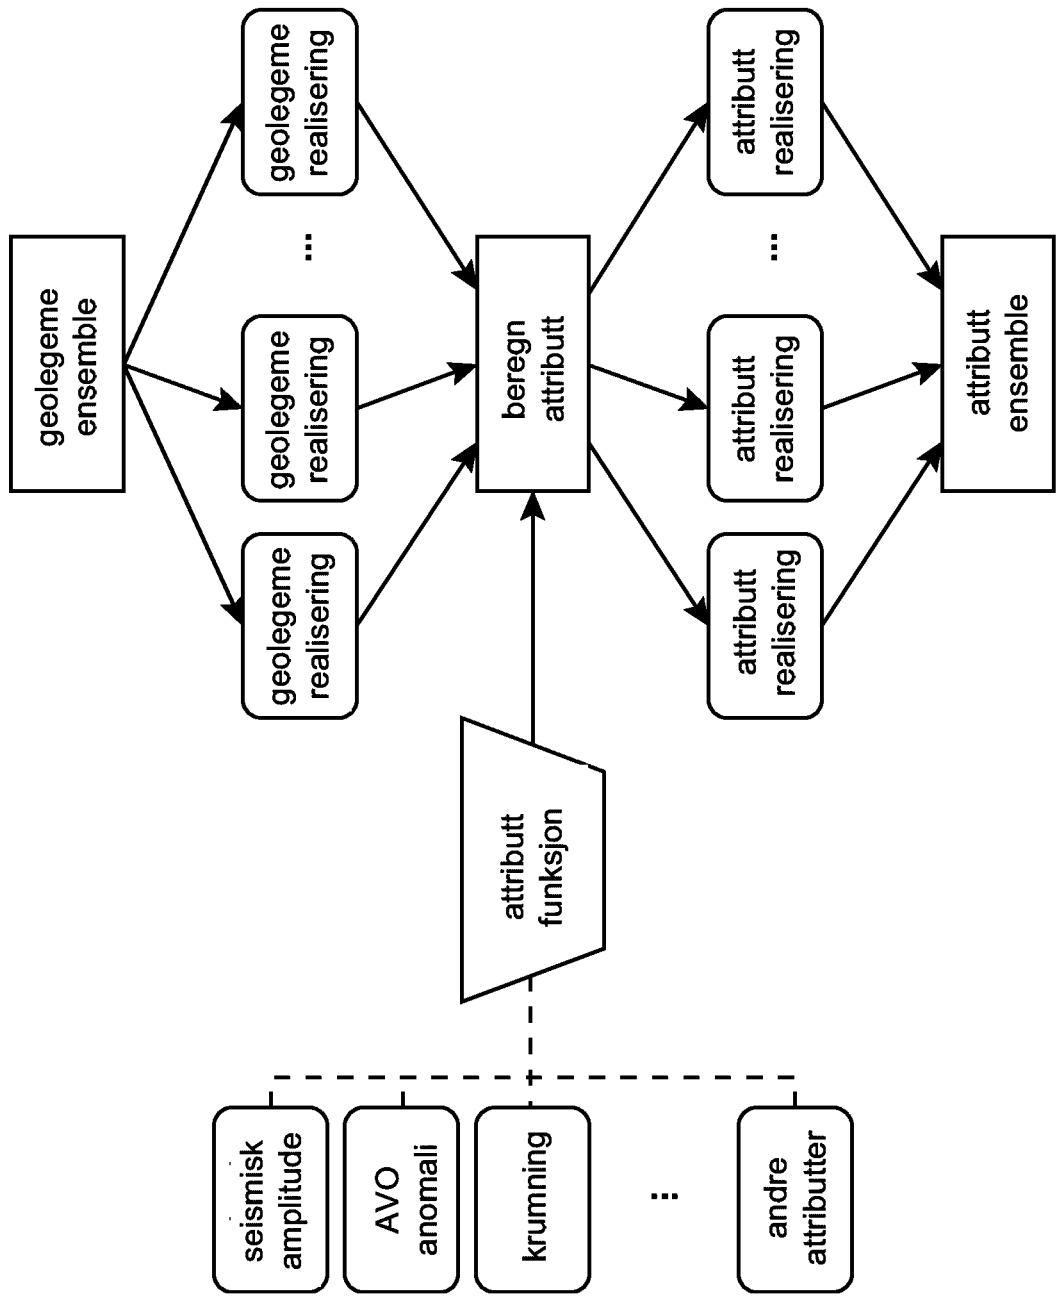 geolegeme
ensemble
seismisk
amplitude
geolegeme
realisering
geolegeme
realisering
...
geolegeme
realisering
AVO
anomali
krumning
attributt
funksjon
beregn
attributt
...
andre
attributter
attributt
realisering
attributt
realisering
...
attributt
realisering
attributt
ensemble